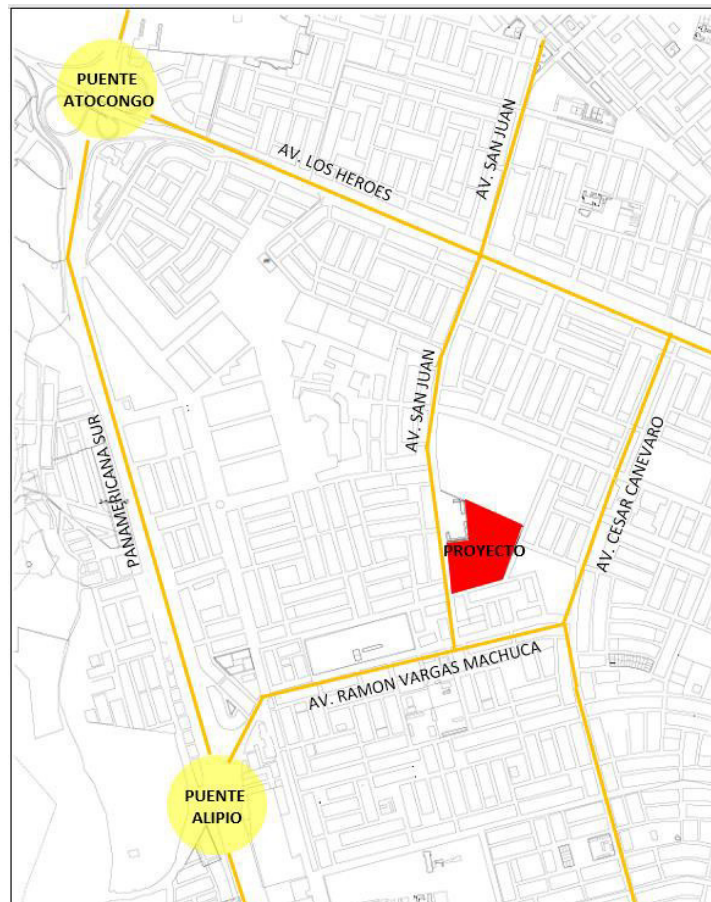 PUENTE
ATOCONGO
AV. LOS HEROES
AV. SAN JUAN
AV. SAN JUAN
PANAMERICANA SUR
AV. CESAR CANEVARO
PROYECTO
AV. RAMON VARGAS MACHUCA
PUENTE
ALIPIO